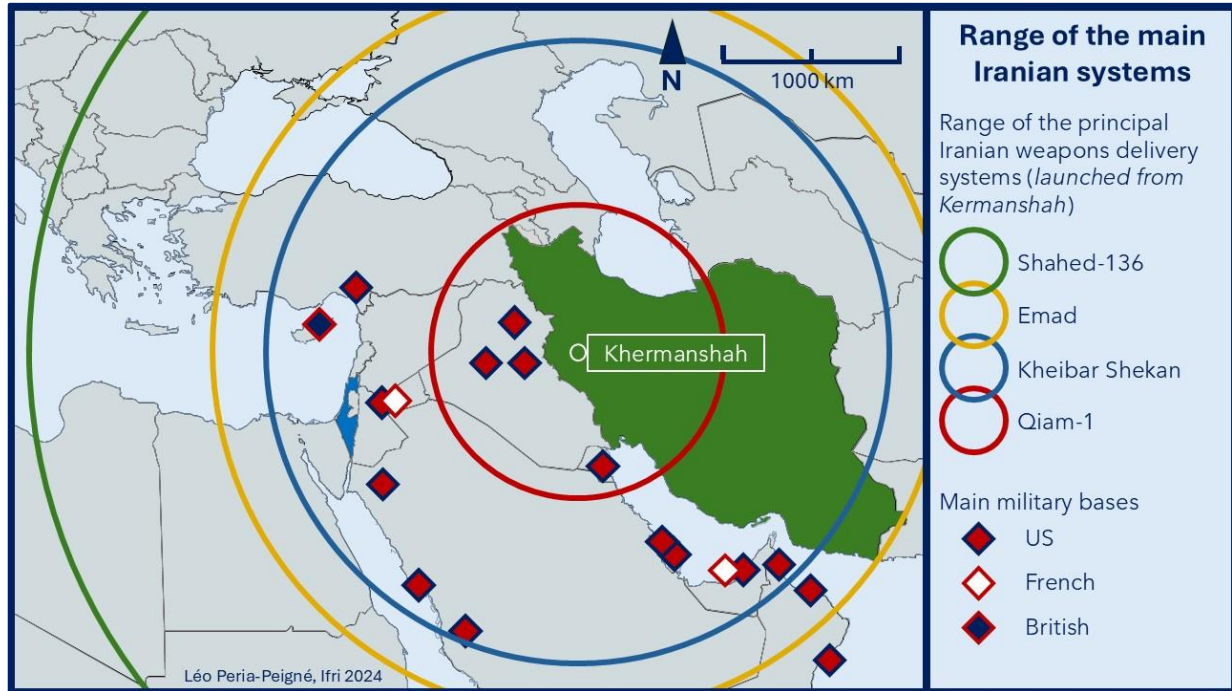 N
1000 km
Khermanshah
Léo Peria-Peigné, Ifri 2024
Range of the main
Iranian systems
Range of the principal
Iranian weapons delivery
systems (launched from
Kermanshah)
Shahed-136
Emad
Kheibar Shekan
Qiam-1
Main military bases
US
French
British